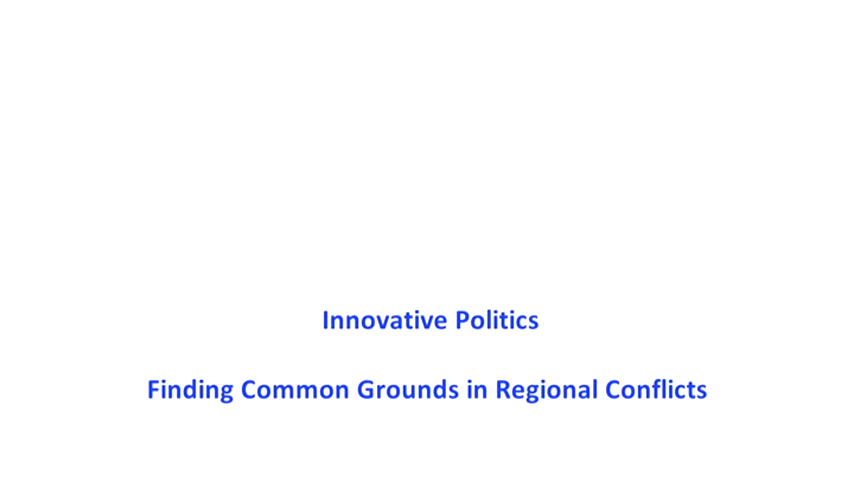 Innovative Politics
Finding Common Grounds in Regional Conflicts